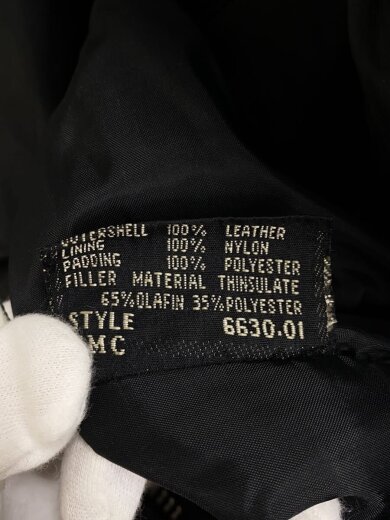 OUTERSHELL 100% LEATHER
LINING 100% NYLON
PADDING 100% POLYESTER
FILLER MATERIAL THINSULATE
65% OLAFIN 35% POLYESTER
STYLE 6630.01
MC